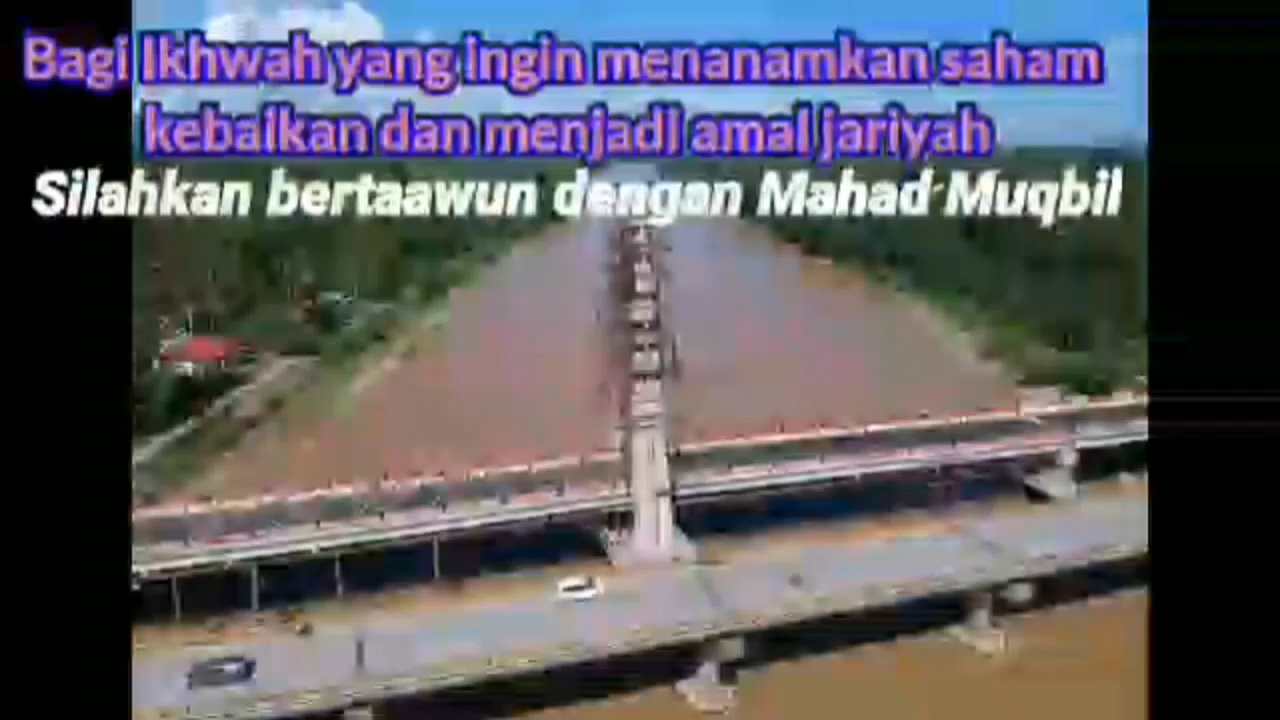 Bagi Ikhwah yang ingin menanamkan saham
kebaikan dan menjadi amal jariyah
Silahkan bertaawun dengan Mahad Muqbil